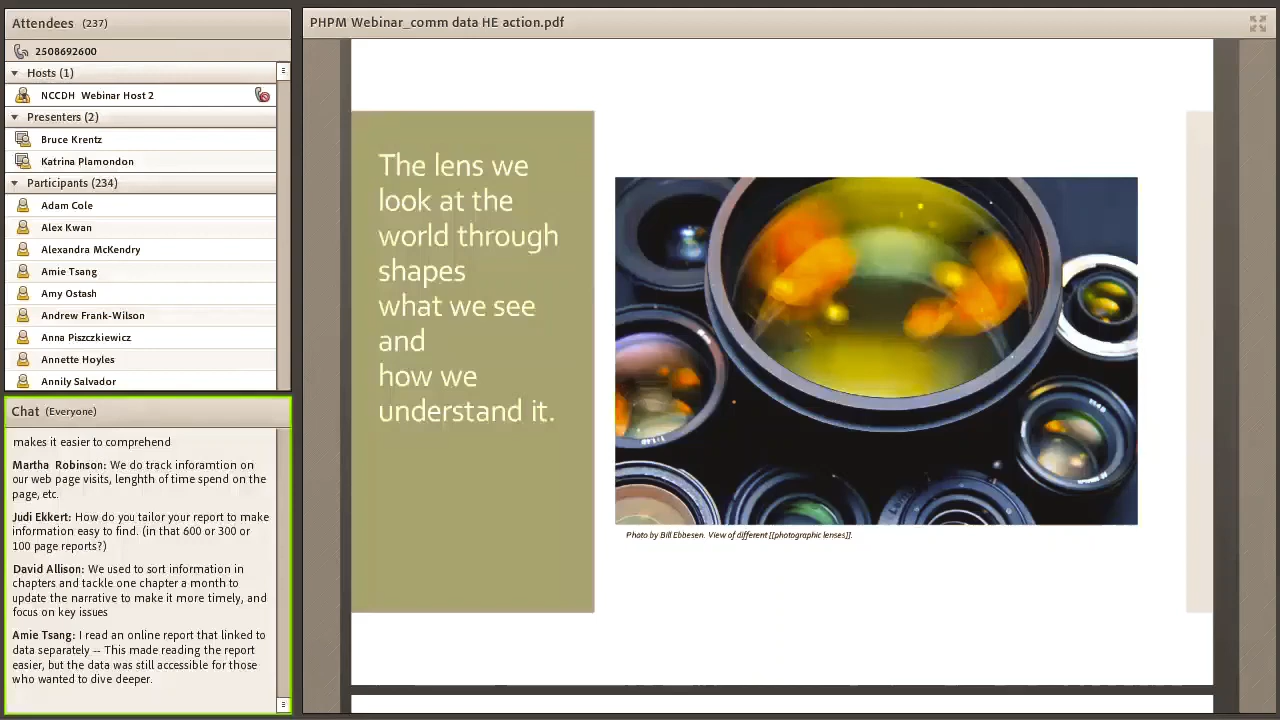 Attendees (237)
2508692600
Hosts (1)
NCCDH Webinar Host 2
Presenters (2)
Bruce Krentz
Katrina Plamondon
Participants (234)
Adam Cole
Alex Kwan
Alexandra McKendry
Amie Tsang
Amy Ostash
Andrew Frank-Wilson
Anna Piszczkiewicz
Annette Hoyles
Annily Salvador
Chat (Everyone)
makes it easier to comprehend
Martha Robinson: We do track inforamtion on
our web page visits, lenghth of time spend on the
page, etc.
Judi Ekkert: How do you tailor your report to make
information easy to find. (in that 600 or 300 or
100 page reports?)
David Allison: We used to sort information in
chapters and tackle one chapter a month to
update the narrative to make it more timely, and
focus on key issues
Amie Tsang: I read an online report that linked to
data separately -- This made reading the report
easier, but the data was still accessible for those
who wanted to dive deeper.
PHPM Webinar_comm data HE action.pdf
The lens we
look at the
world through
shapes
what we see
and
how we
understand it.
Photo by Bill Ebbesen. View of different [[photographic lenses]].